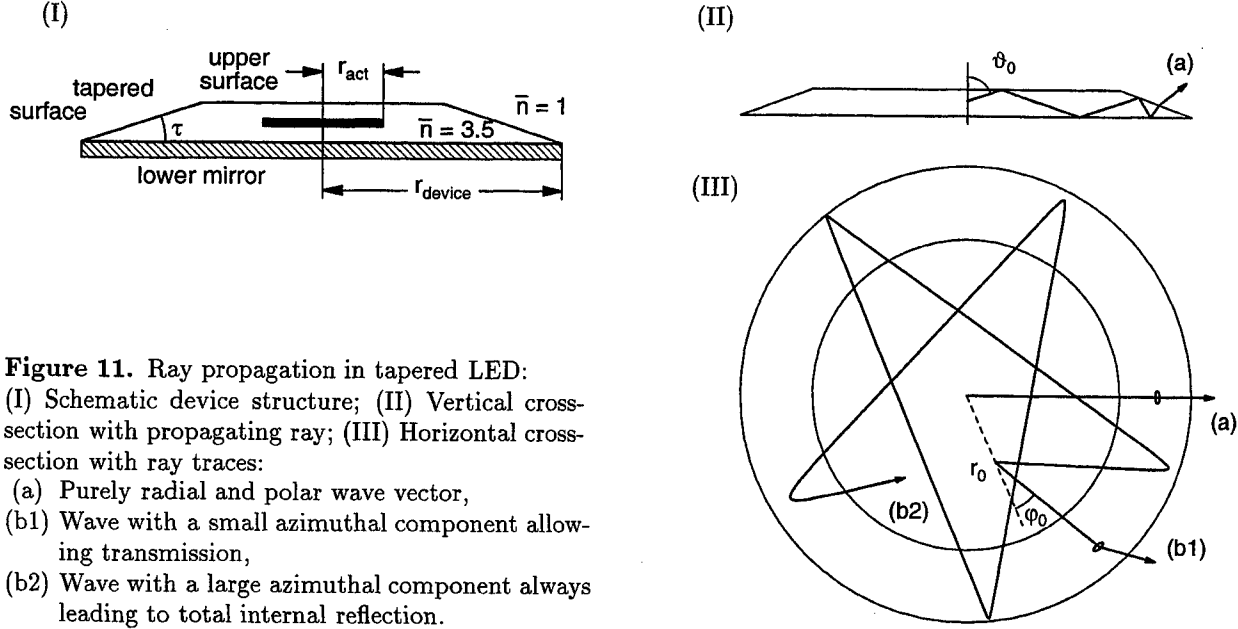 (I)
upper
surface
r_act
tapered
surface
n̅ = 1
τ
n̅ = 3.5
lower mirror
r_device
(II)
ϑ₀
(a)
(III)
(a)
r₀
φ₀
(b2)
(b1)
Figure 11. Ray propagation in tapered LED:
(I) Schematic device structure; (II) Vertical cross-
section with propagating ray; (III) Horizontal cross-
section with ray traces:
(a) Purely radial and polar wave vector,
(b1) Wave with a small azimuthal component allow-
ing transmission,
(b2) Wave with a large azimuthal component always
leading to total internal reflection.